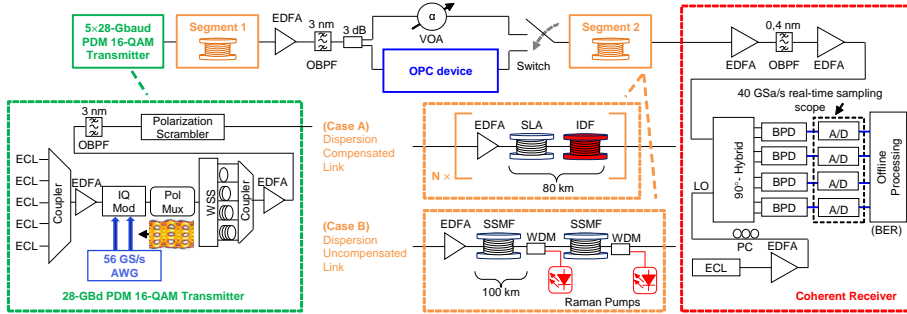 5×28-Gbaud
PDM 16-QAM
Transmitter
Segment 1
EDFA
3 nm
OBPF
3 dB
α
VOA
OPC device
Switch
Segment 2
EDFA
0,4 nm
OBPF
EDFA
40 GSa/s real-time sampling
scope
3 nm
OBPF
Polarization
Scrambler
ECL
ECL
ECL
ECL
ECL
Coupler
EDFA
IQ
Mod
Pol
Mux
WSS
Coupler
EDFA
56 GS/s
AWG
28-GBd PDM 16-QAM Transmitter
(Case A)
Dispersion
Compensated
Link
N ×
EDFA
SLA
IDF
80 km
(Case B)
Dispersion
Uncompensated
Link
EDFA
SSMF
WDM
SSMF
WDM
100 km
Raman Pumps
LO
90°- Hybrid
BPD
A/D
BPD
A/D
BPD
A/D
BPD
A/D
Offline
Processing
(BER)
PC
EDFA
ECL
Coherent Receiver